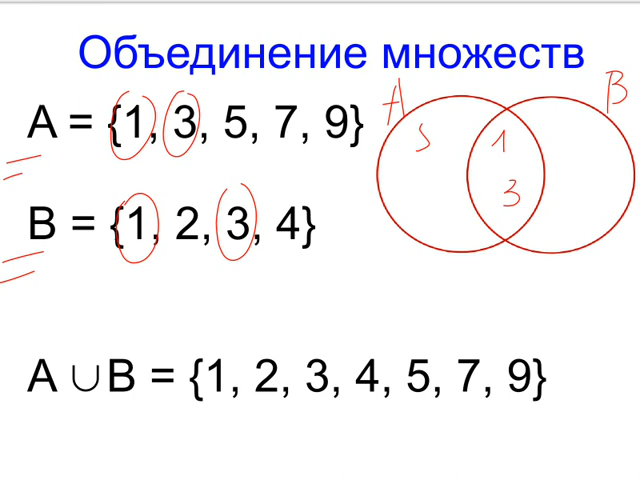 Объединение множеств
A = {1, 3, 5, 7, 9}
B = {1, 2, 3, 4}
A ∪ B = {1, 2, 3, 4, 5, 7, 9}
A
B
5
1
3